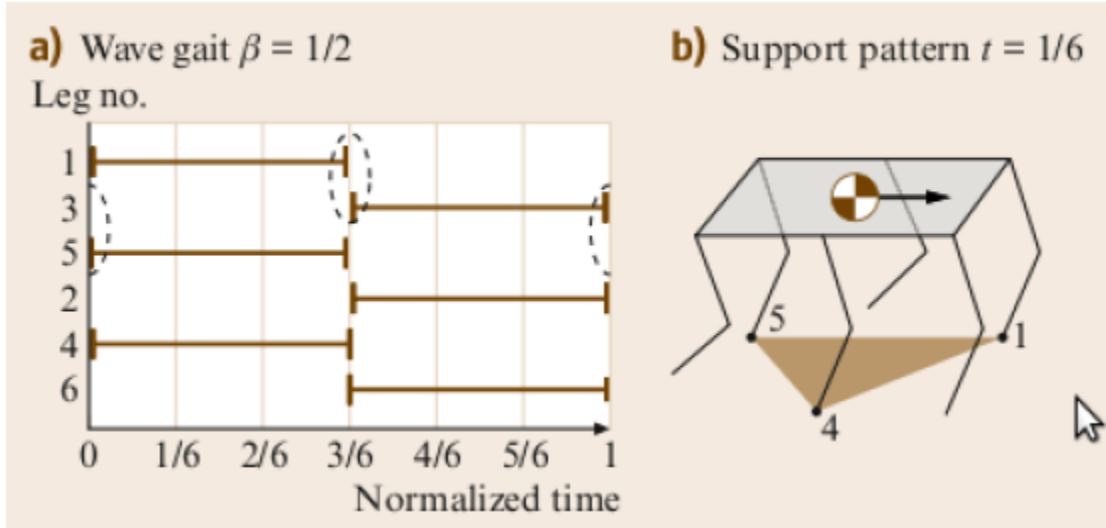 a) Wave gait β = 1/2
Leg no.
1
3
5
2
4
6
0 1/6 2/6 3/6 4/6 5/6 1
Normalized time
b) Support pattern t = 1/6
5
1
4